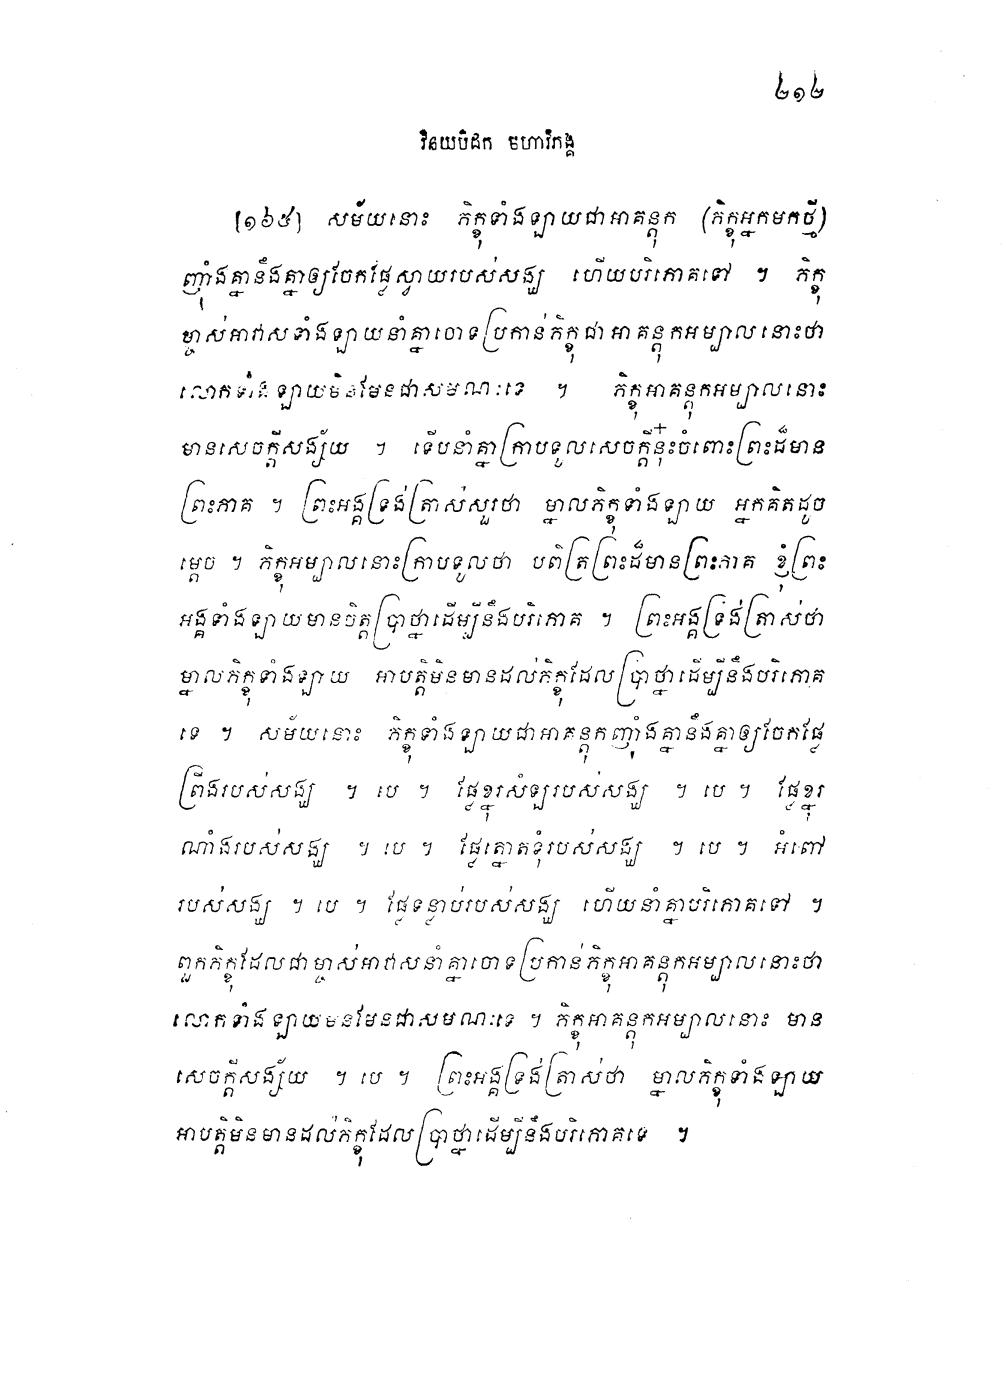 ២១២
វិនយបិដក មហាវិភង្គ
[១៦៥] សម័យនោះ ភិក្ខុទាំងឡាយជាអាគន្តុក (ភិក្ខុអ្នកមកថ្មី)
ញ៉ាំងគ្នានឹងគ្នាឲ្យចែកផ្លែស្វាយរបស់សង្ឃ ហើយបរិភោគទៅ ។ ភិក្ខុ
ម្ចាស់អាវាសទាំងឡាយនាំគ្នាចោទប្រកាន់ភិក្ខុជាអាគន្តុកអម្បាលនោះថា
លោកទាំងឡាយមិនមែនជាសមណៈទេ ។ ភិក្ខុអាគន្តុកអម្បាលនោះ
មានសេចក្តីសង្ស័យ ។ ទើបនាំគ្នាក្រាបទូលសេចក្តីនុ៎ះចំពោះព្រះដ៏មាន
ព្រះភាគ ។ ព្រះអង្គទ្រង់ត្រាស់សួរថា ម្នាលភិក្ខុទាំងឡាយ អ្នកគិតដូច
ម្តេច ។ ភិក្ខុអម្បាលនោះក្រាបទូលថា បពិត្រព្រះដ៏មានព្រះភាគ ខ្ញុំព្រះ
អង្គទាំងឡាយមានចិត្តប្រាថ្នាដើម្បីនឹងបរិភោគ ។ ព្រះអង្គទ្រង់ត្រាស់ថា
ម្នាលភិក្ខុទាំងឡាយ អាបត្តិមិនមានដល់ភិក្ខុដែលប្រាថ្នាដើម្បីនឹងបរិភោគ
ទេ ។ សម័យនោះ ភិក្ខុទាំងឡាយជាអាគន្តុកញ៉ាំងគ្នានឹងគ្នាឲ្យចែកផ្លែ
ព្រីងរបស់សង្ឃ ។ បេ ។ ផ្លែខ្នុរសំឡរបស់សង្ឃ ។ បេ ។ ផ្លែខ្នុរ
ណាំងរបស់សង្ឃ ។ បេ ។ ផ្លែត្នោតទុំរបស់សង្ឃ ។ បេ ។ អំពៅ
របស់សង្ឃ ។ បេ ។ ផ្លែទន្លាប់របស់សង្ឃ ហើយនាំគ្នាបរិភោគទៅ ។
ពួកភិក្ខុដែលជាម្ចាស់អាវាសនាំគ្នាចោទប្រកាន់ភិក្ខុអាគន្តុកអម្បាលនោះថា
លោកទាំងឡាយមិនមែនជាសមណៈទេ ។ ភិក្ខុអាគន្តុកអម្បាលនោះ មាន
សេចក្តីសង្ស័យ ។ បេ ។ ព្រះអង្គទ្រង់ត្រាស់ថា ម្នាលភិក្ខុទាំងឡាយ
អាបត្តិមិនមានដល់ភិក្ខុដែលប្រាថ្នាដើម្បីនឹងបរិភោគទេ ។